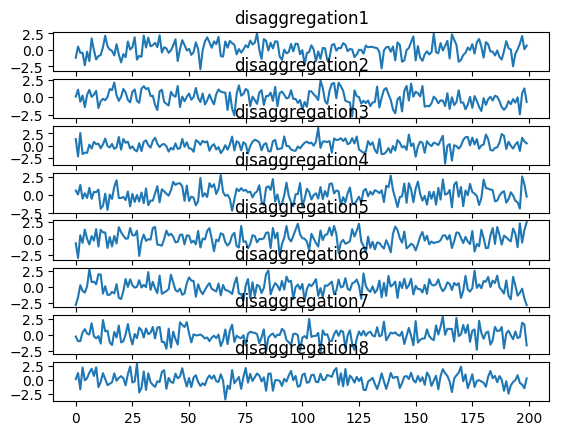 disaggregation1
2.5
0.0
−2.5
disaggregation2
2.5
0.0
−2.5
disaggregation3
2.5
0.0
−2.5
disaggregation4
2.5
0.0
−2.5
disaggregation5
2.5
0.0
−2.5
disaggregation6
2.5
0.0
−2.5
disaggregation7
2.5
0.0
−2.5
disaggregation8
2.5
0.0
−2.5
0 25 50 75 100 125 150 175 200